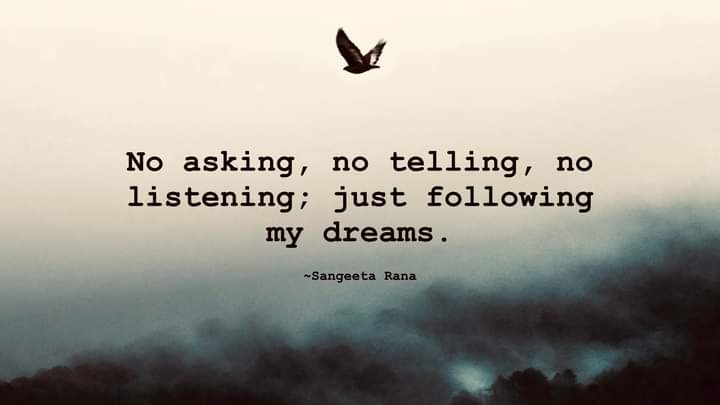 No asking, no telling, no
listening; just following
my dreams.
~Sangeeta Rana